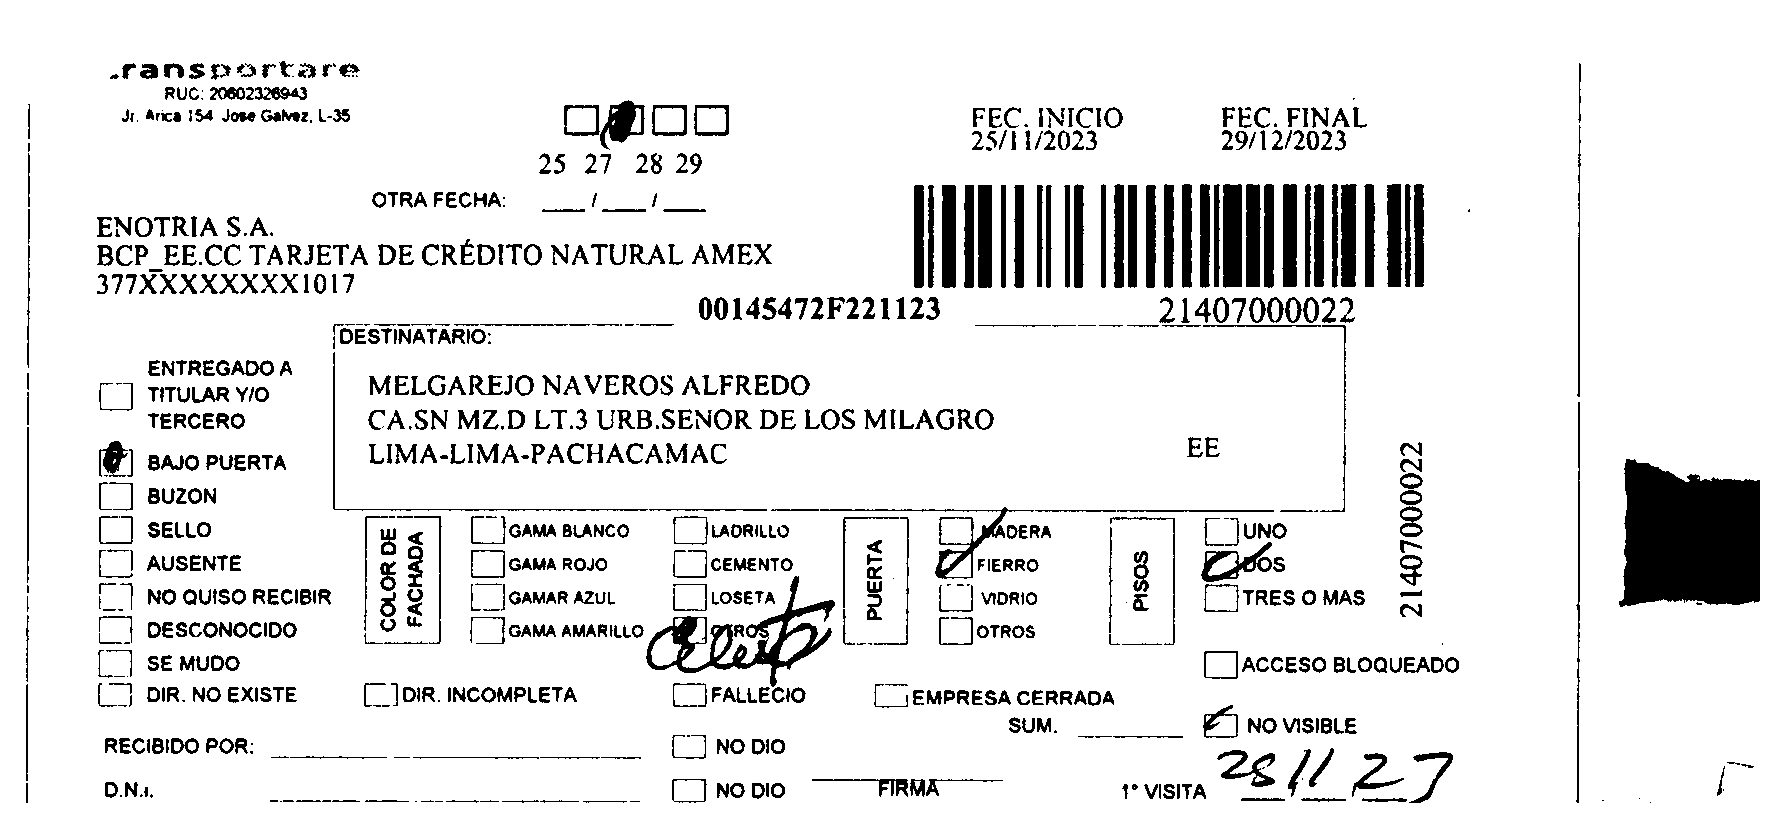 .ransportare
RUC: 20602326943
Jr. Arica 154 Jose Galvez, L-35
25 27 28 29
OTRA FECHA: ___ / ___ / ___
FEC. INICIO
25/11/2023
FEC. FINAL
29/12/2023
ENOTRIA S.A.
BCP_EE.CC TARJETA DE CRÉDITO NATURAL AMEX
377XXXXXXXX1017
00145472F221123
21407000022
DESTINATARIO:
MELGAREJO NAVEROS ALFREDO
CA.SN MZ.D LT.3 URB.SENOR DE LOS MILAGRO
LIMA-LIMA-PACHACAMAC
EE
21407000022
ENTREGADO A
TITULAR Y/O
TERCERO
BAJO PUERTA
BUZON
SELLO
AUSENTE
NO QUISO RECIBIR
DESCONOCIDO
SE MUDO
DIR. NO EXISTE
COLOR DE
FACHADA
GAMA BLANCO
GAMA ROJO
GAMAR AZUL
GAMA AMARILLO
LADRILLO
CEMENTO
LOSETA
OTROS
PUERTA
MADERA
FIERRO
VIDRIO
OTROS
PISOS
UNO
DOS
TRES O MAS
ACCESO BLOQUEADO
DIR. INCOMPLETA
FALLECIO
EMPRESA CERRADA
SUM.
NO VISIBLE
RECIBIDO POR:
NO DIO
D.N.I.
NO DIO
FIRMA
1° VISITA 28/11/23